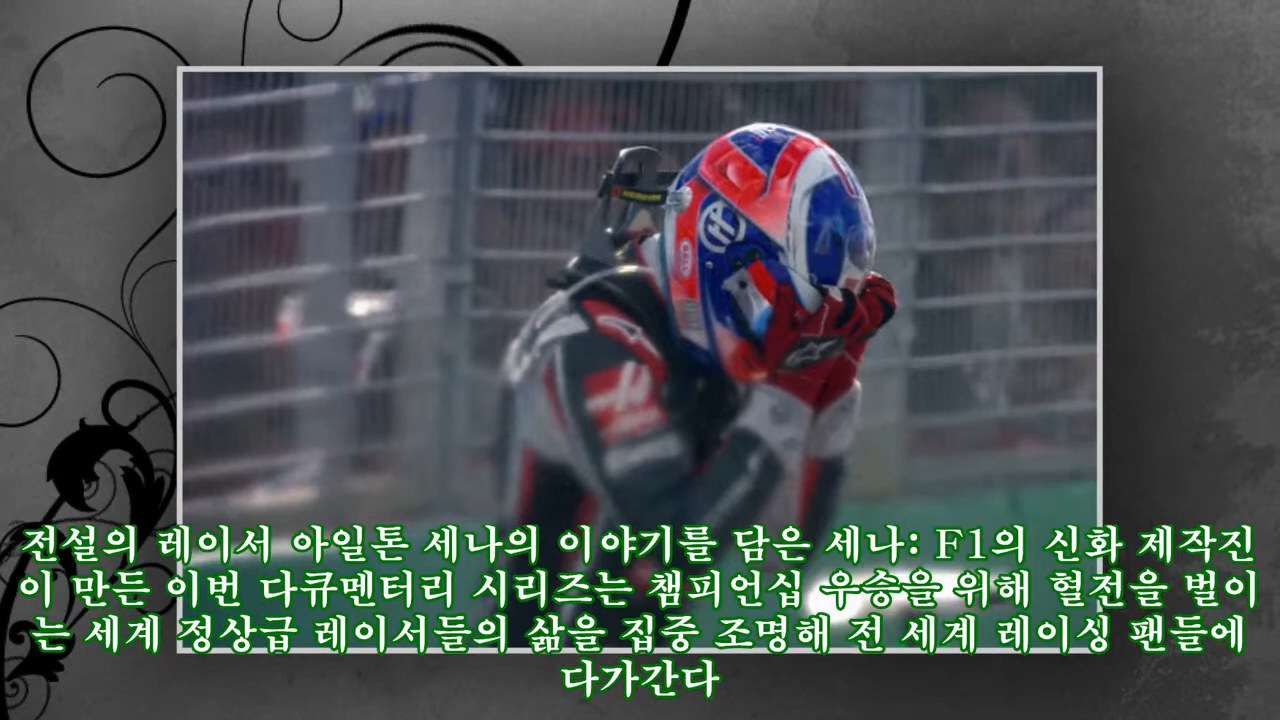 전설의 레이서 아일톤 세나의 이야기를 담은 세나: F1의 신화 제작진
이 만든 이번 다큐멘터리 시리즈는 챔피언십 우승을 위해 혈전을 벌이
는 세계 정상급 레이서들의 삶을 집중 조명해 전 세계 레이싱 팬들에
다가간다